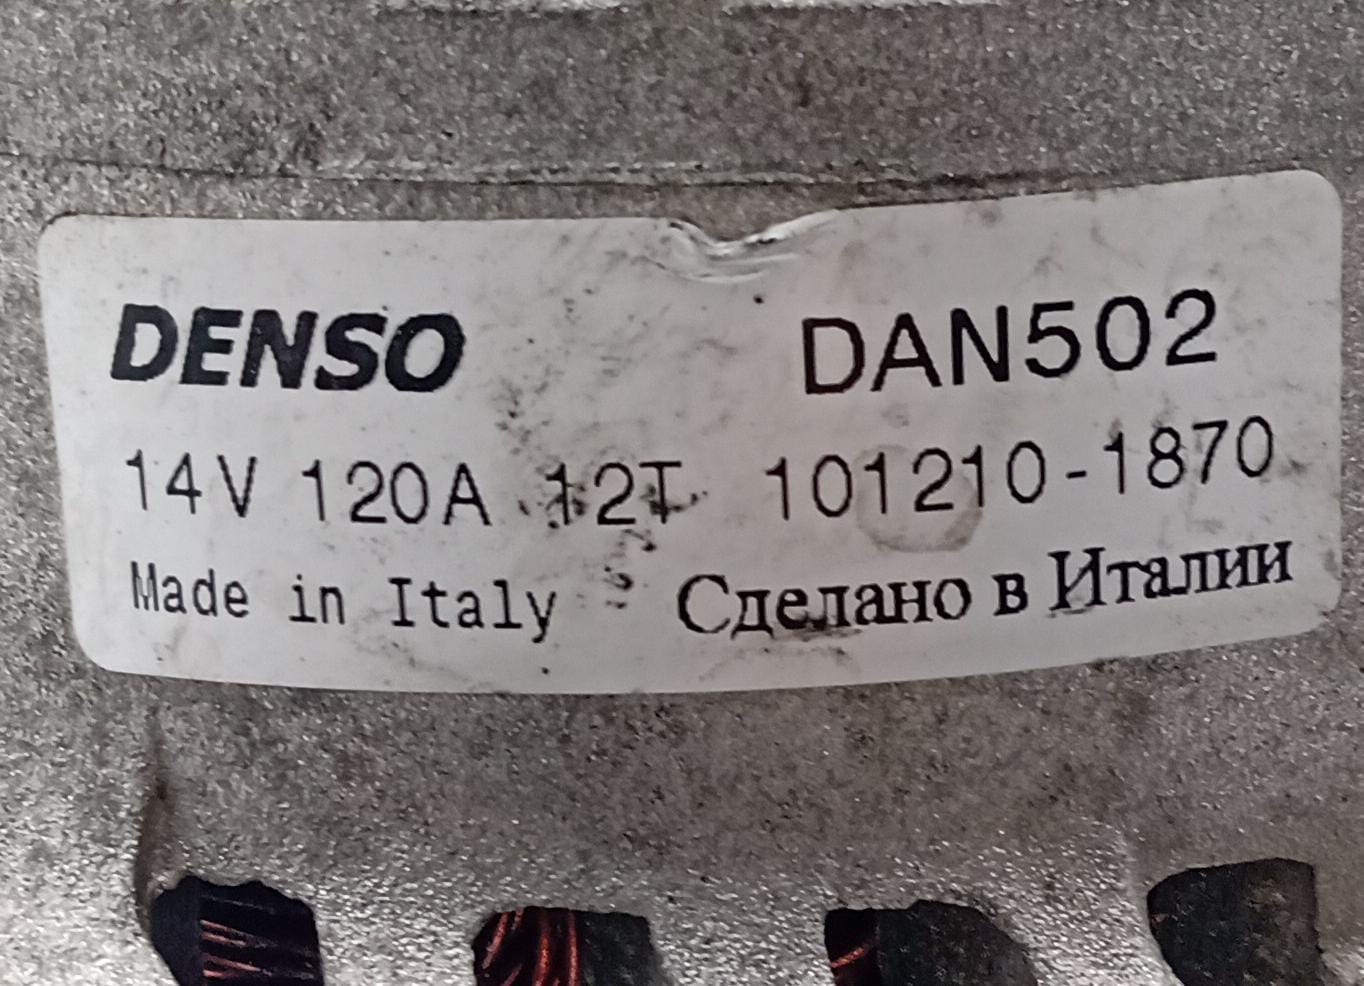 DENSO DAN502
14V 120A 12T 101210-1870
Made in Italy Сделано в Италии